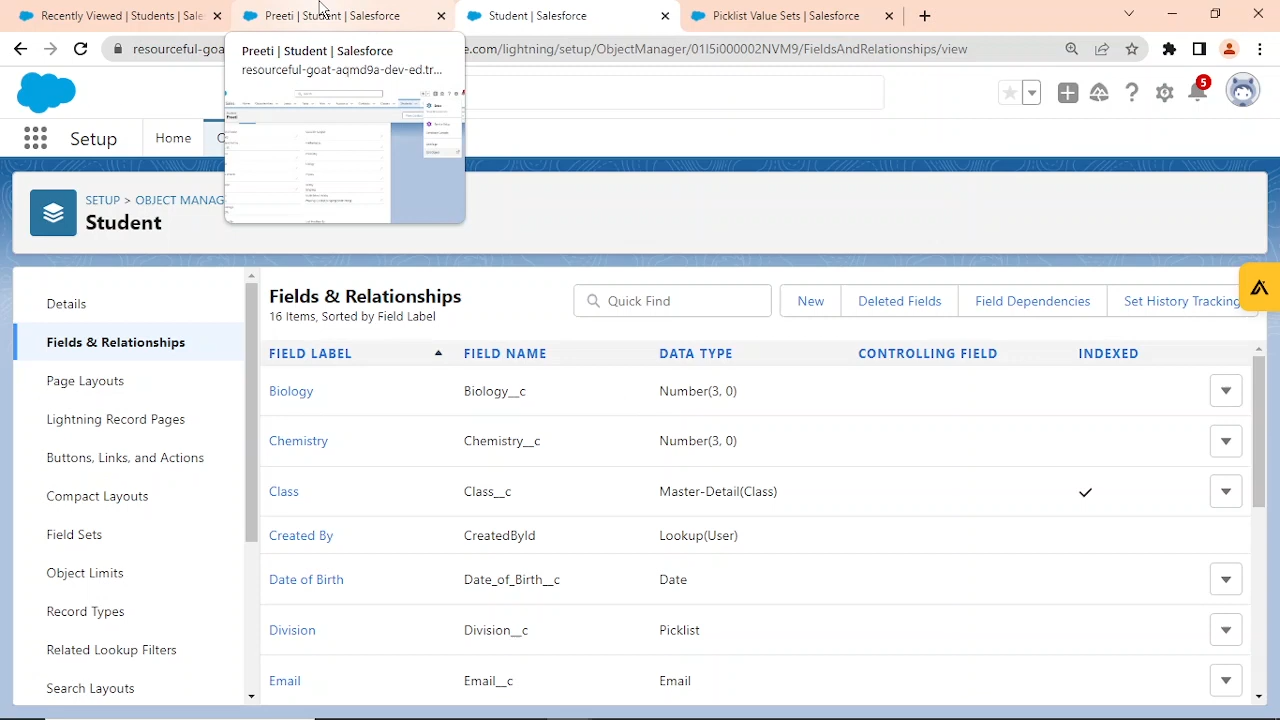 Recently Viewed | Students | Sale
Preeti | Student | Salesforce
Student | Salesforce
Picklist Value Sets | Salesforce
resourceful-goa
e.com/lightning/setup/ObjectManager/01I5i000002NVM9/FieldsAndRelationships/view
Preeti | Student | Salesforce
resourceful-goat-aqmd9a-dev-ed.tr...
5
Setup
SETUP > OBJECT MANAG
Student
Details
Fields & Relationships
Page Layouts
Lightning Record Pages
Buttons, Links, and Actions
Compact Layouts
Field Sets
Object Limits
Record Types
Related Lookup Filters
Search Layouts
Fields & Relationships
16 Items, Sorted by Field Label
Quick Find
New
Deleted Fields
Field Dependencies
Set History Tracking
FIELD LABEL FIELD NAME DATA TYPE CONTROLLING FIELD INDEXED
Biology Biology__c Number(3, 0)
Chemistry Chemistry__c Number(3, 0)
Class Class__c Master-Detail(Class)
Created By CreatedById Lookup(User)
Date of Birth Date_of_Birth__c Date
Division Division__c Picklist
Email Email__c Email